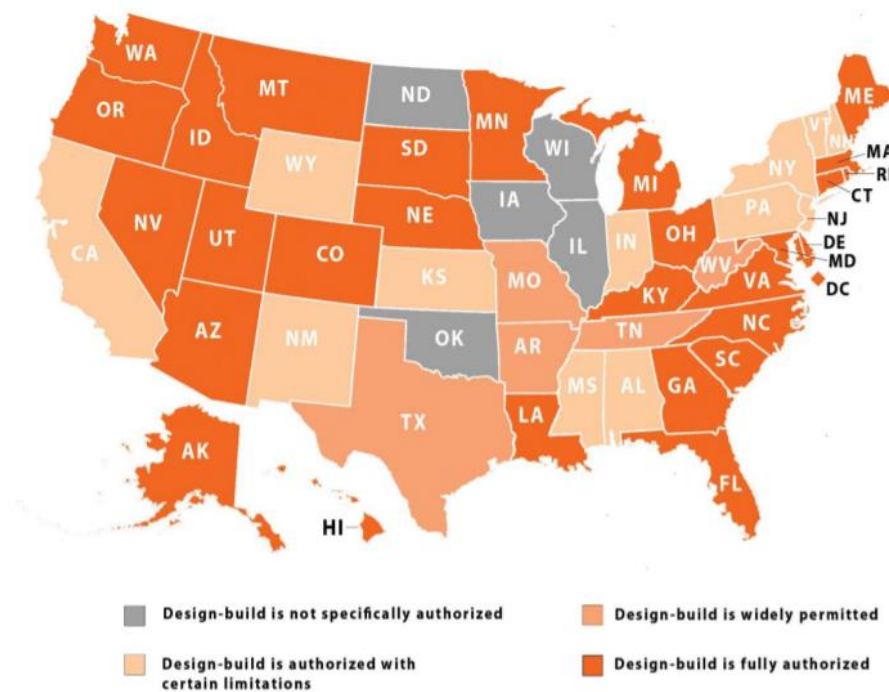 WA
MT
ND
MN
ME
OR
ID
SD
WI
VT
NH
MA
WY
MI
NY
RI
CT
NE
IA
PA
NJ
NV
UT
CO
IL
IN
OH
DE
MD
CA
KS
MO
WV
VA
DC
KY
AZ
NM
OK
AR
TN
NC
SC
TX
LA
MS
AL
GA
FL
AK
HI
Design-build is not specifically authorized
Design-build is widely permitted
Design-build is authorized with
certain limitations
Design-build is fully authorized